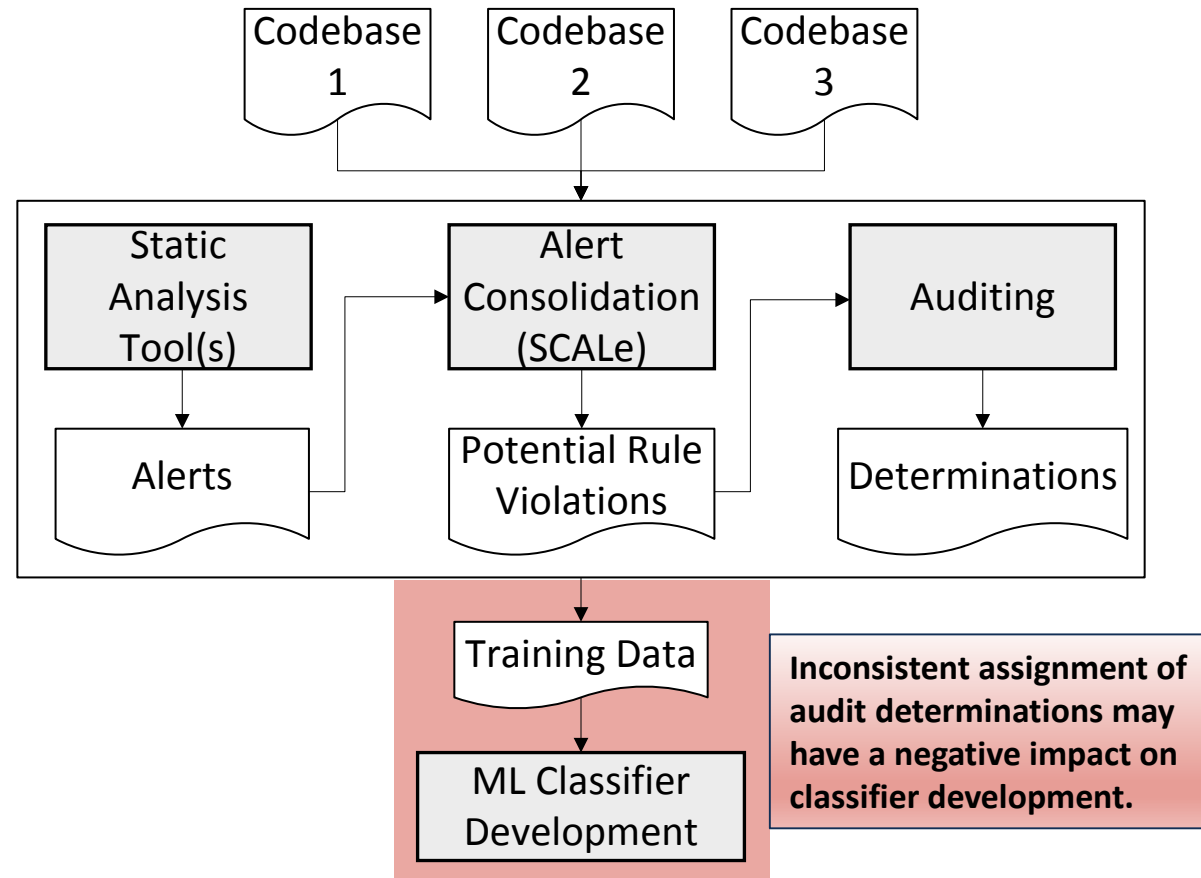 Codebase
1
Codebase
2
Codebase
3
Static
Analysis
Tool(s)
Alert
Consolidation
(SCALe)
Auditing
Alerts
Potential Rule
Violations
Determinations
Training Data
Inconsistent assignment of
audit determinations may
have a negative impact on
classifier development.
ML Classifier
Development